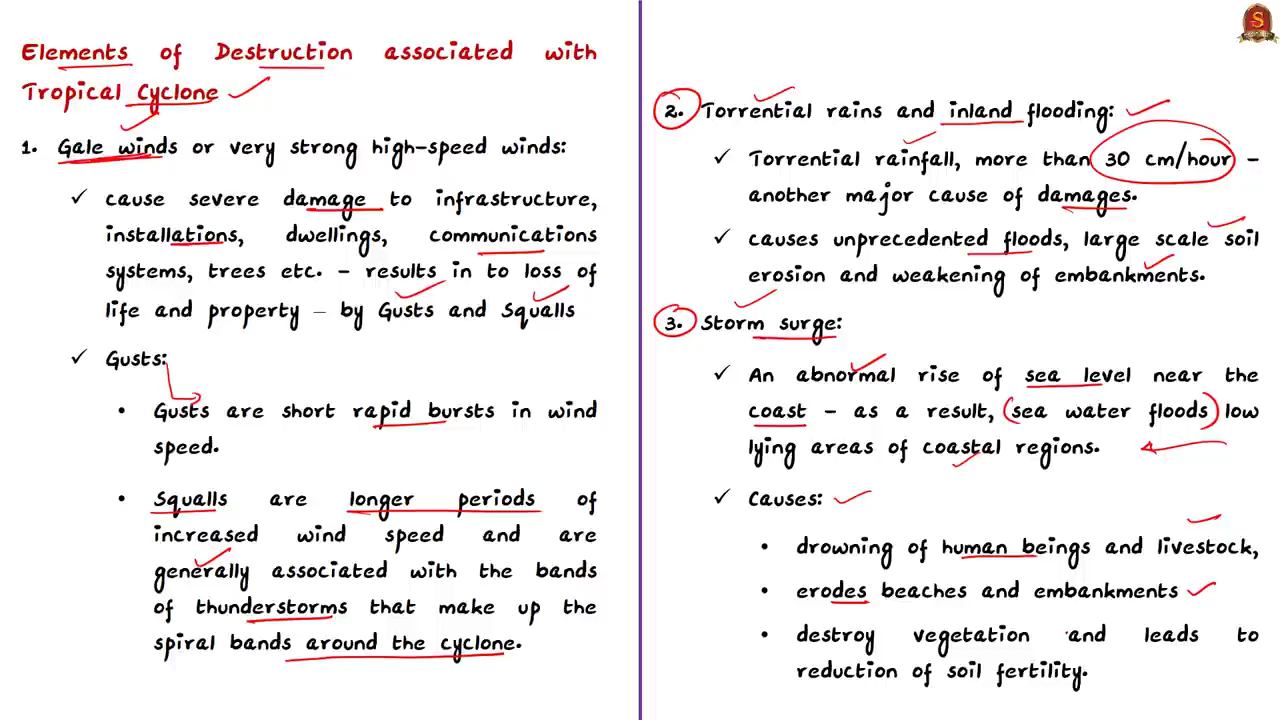 Elements of Destruction associated with
Tropical Cyclone
1. Gale winds or very strong high-speed winds:
✓ cause severe damage to infrastructure,
installations, dwellings, communications
systems, trees etc. – results in to loss of
life and property – by Gusts and Squalls
✓ Gusts:
• Gusts are short rapid bursts in wind
speed.
• Squalls are longer periods of
increased wind speed and are
generally associated with the bands
of thunderstorms that make up the
spiral bands around the cyclone.
2. Torrential rains and inland flooding:
✓ Torrential rainfall, more than 30 cm/hour –
another major cause of damages.
✓ causes unprecedented floods, large scale soil
erosion and weakening of embankments.
3. Storm surge:
✓ An abnormal rise of sea level near the
coast – as a result, (sea water floods) low
lying areas of coastal regions.
✓ Causes:
• drowning of human beings and livestock,
• erodes beaches and embankments
• destroy vegetation and leads to
reduction of soil fertility.
S